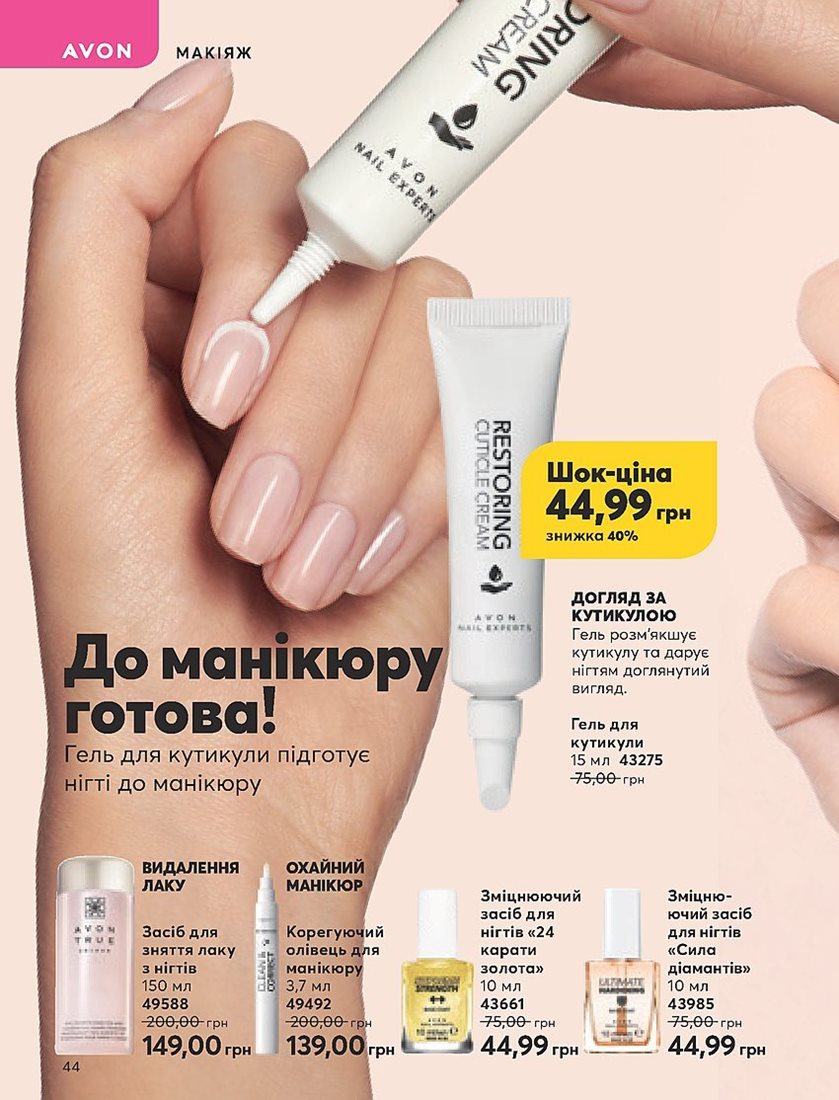 AVON
МАКІЯЖ
ORING
CREAM
AVON
NAIL EXPERTS
RESTORING
CUTICLE CREAM
AVON
NAIL EXPERTS
Шок-ціна
44,99 грн
знижка 40%
ДОГЛЯД ЗА
КУТИКУЛОЮ
Гель розм'якшує
кутикулу та дарує
нігтям доглянутий
вигляд.
Гель для
кутикули
15 мл 43275
75,00 грн
До манікюру
готова!
Гель для кутикули підготує
нігті до манікюру
ВИДАЛЕННЯ
ЛАКУ
Засіб для
зняття лаку
з нігтів
150 мл
49588
200,00 грн
149,00 грн
AVON
TRUE
ОХАЙНИЙ
МАНІКЮР
Корегуючий
олівець для
манікюру
3,7 мл
49492
200,00 грн
139,00 грн
CLEAN &
CORRECT
Зміцнюючий
засіб для
нігтів «24
карати
золота»
10 мл
43661
75,00 грн
44,99 грн
STRENGTH
AVON
Зміцню-
ючий засіб
для нігтів
«Сила
діамантів»
10 мл
43985
75,00 грн
44,99 грн
ULTIMATE
HARDENING
AVON
44